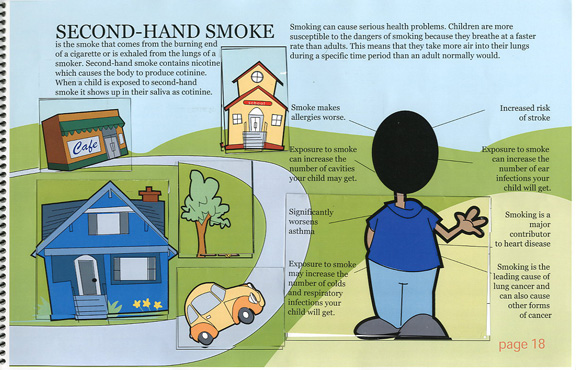 SECOND-HAND SMOKE
is the smoke that comes from the burning end
of a cigarette or is exhaled from the lungs of a
smoker. Second-hand smoke contains nicotine
which causes the body to produce cotinine.
When a child is exposed to second-hand
smoke it shows up in their saliva as cotinine.
Smoking can cause serious health problems. Children are more
susceptible to the dangers of smoking because they breathe at a faster
rate than adults. This means that they take more air into their lungs
during a specific time period than an adult normally would.
SCHOOL
Cafe
Smoke makes
allergies worse.
Increased risk
of stroke
Exposure to smoke
can increase the
number of cavities
your child may get.
Exposure to smoke
can increase the
number of ear
infections your
child will get.
Significantly
worsens
asthma
Smoking is a
major
contributor
to heart disease
Exposure to smoke
may increase the
number of colds
and respiratory
infections your
child will get.
Smoking is the
leading cause of
lung cancer and
can also cause
other forms
of cancer
page 18